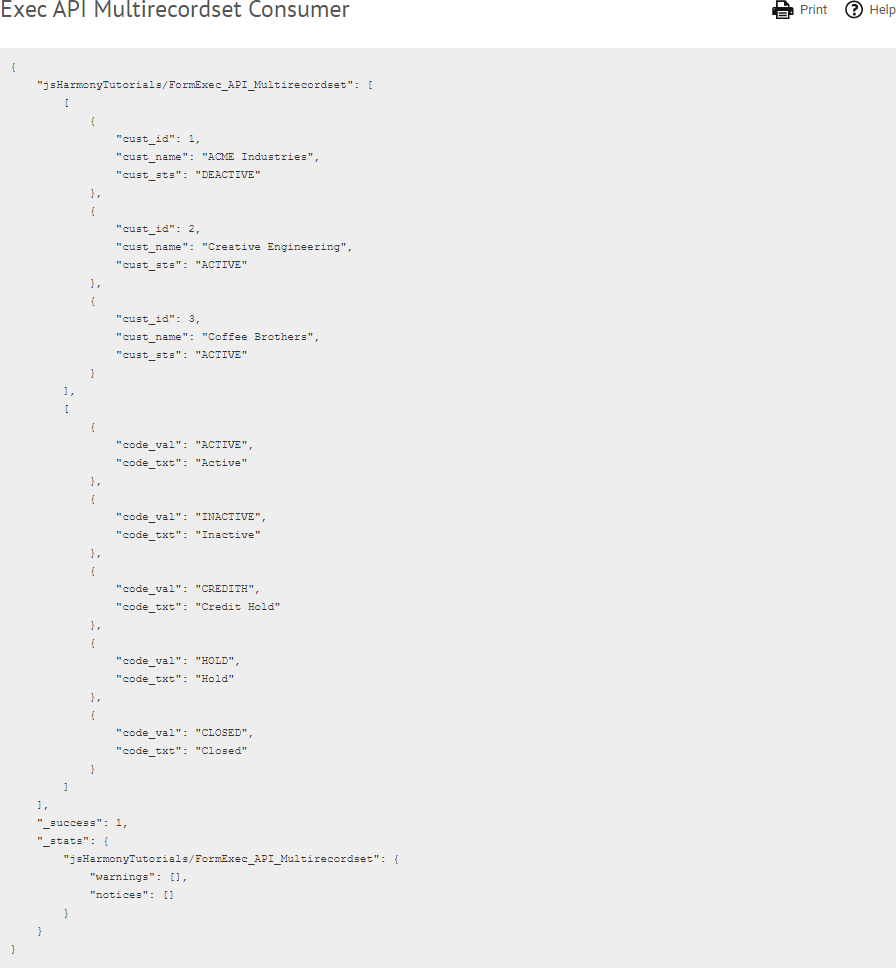 Exec API Multirecordset Consumer
Print
Help
{
"jsHarmonyTutorials/FormExec_API_Multirecordset": [
[
{
"cust_id": 1,
"cust_name": "ACME Industries",
"cust_sts": "DEACTIVE"
},
{
"cust_id": 2,
"cust_name": "Creative Engineering",
"cust_sts": "ACTIVE"
},
{
"cust_id": 3,
"cust_name": "Coffee Brothers",
"cust_sts": "ACTIVE"
}
],
[
{
"code_val": "ACTIVE",
"code_txt": "Active"
},
{
"code_val": "INACTIVE",
"code_txt": "Inactive"
},
{
"code_val": "CREDITH",
"code_txt": "Credit Hold"
},
{
"code_val": "HOLD",
"code_txt": "Hold"
},
{
"code_val": "CLOSED",
"code_txt": "Closed"
}
]
],
"_success": 1,
"_stats": {
"jsHarmonyTutorials/FormExec_API_Multirecordset": {
"warnings": [],
"notices": []
}
}
}